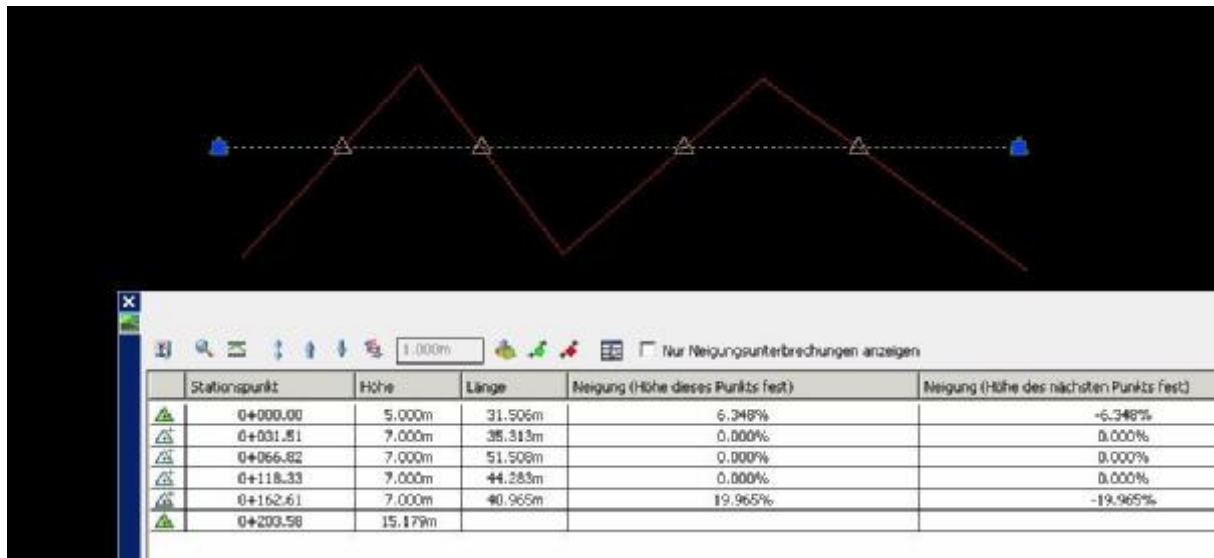 1.000m Nur Neigungsunterbrechungen anzeigen
Stationspunkt Höhe Länge Neigung (Höhe dieses Punkts fest) Neigung (Höhe des nächsten Punkts fest)
0+000.00 5.000m 31.506m 6.348% -6.348%
0+031.51 7.000m 35.313m 0.000% 0.000%
0+066.82 7.000m 51.508m 0.000% 0.000%
0+118.33 7.000m 44.283m 0.000% 0.000%
0+162.61 7.000m 40.965m 19.965% -19.965%
0+203.58 15.179m